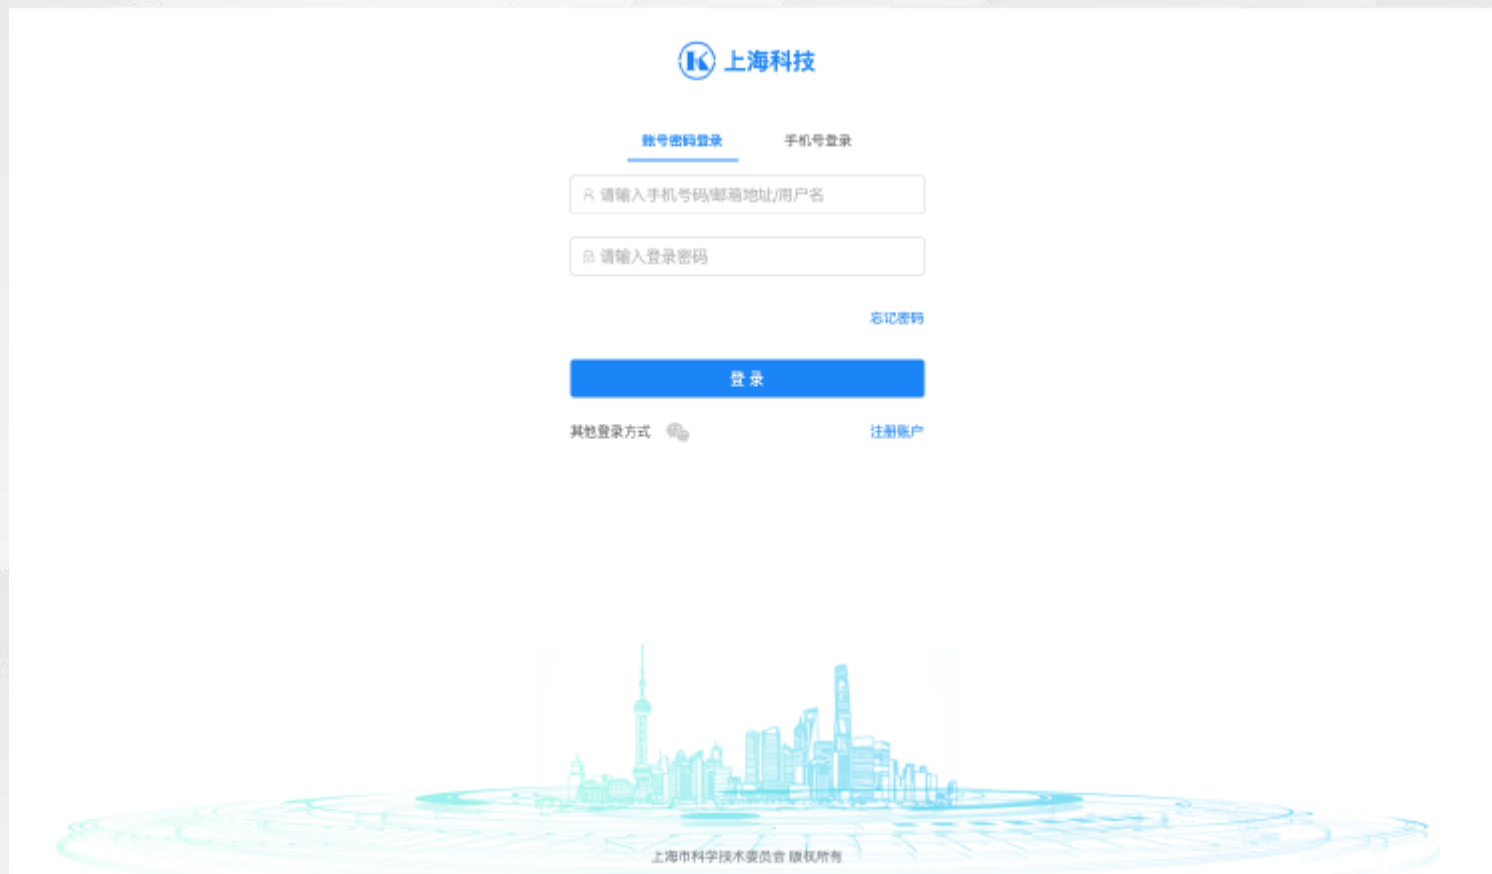 上海科技
账号密码登录 手机号登录
请输入手机号码/邮箱地址/用户名
请输入登录密码
忘记密码
登录
其他登录方式 注册账户
上海市科学技术委员会 版权所有